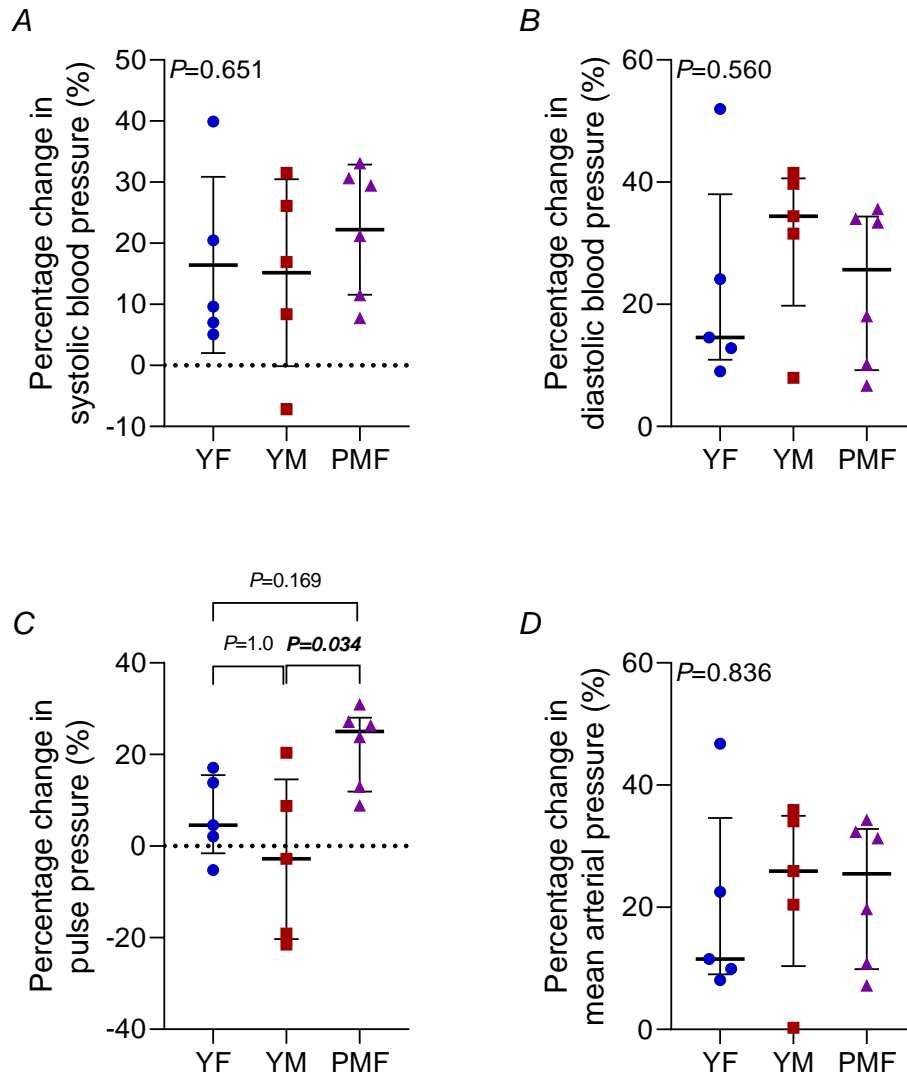 A
Percentage change in
systolic blood pressure (%)
P=0.651
50
40
30
20
10
0
-10
YF YM PMF
B
Percentage change in
diastolic blood pressure (%)
P=0.560
60
40
20
0
YF YM PMF
C
Percentage change in
pulse pressure (%)
P=0.169
P=1.0 P=0.034
40
20
0
-20
-40
YF YM PMF
D
Percentage change in
mean arterial pressure (%)
P=0.836
60
40
20
0
YF YM PMF